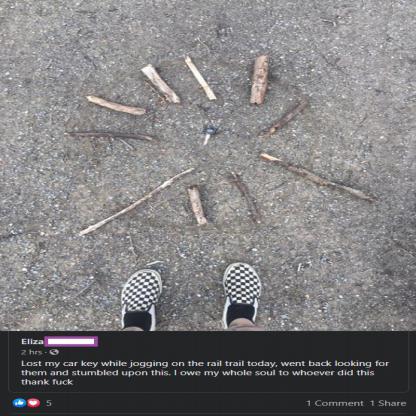 Eliza
2 hrs ·
Lost my car key while jogging on the rail trail today, went back looking for
them and stumbled upon this. I owe my whole soul to whoever did this
thank fuck
5
1 Comment 1 Share